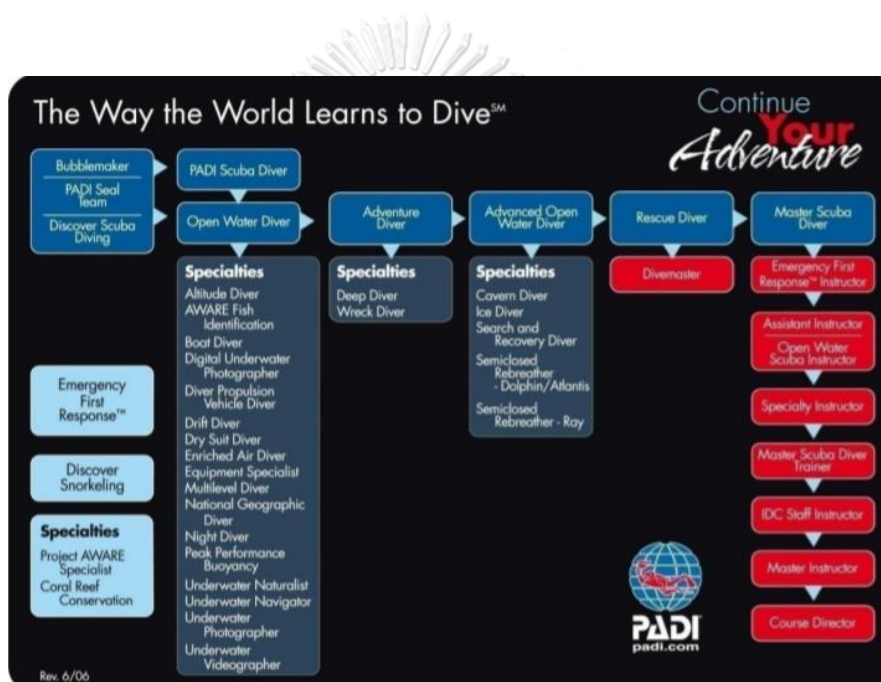 The Way the World Learns to Dive℠
Continue
Your
Adventure
Bubblemaker
PADI Seal
Team
Discover Scuba
Diving
PADI Scuba Diver
Open Water Diver
Adventure
Diver
Advanced Open
Water Diver
Rescue Diver
Master Scuba
Diver
Specialties
Altitude Diver
AWARE Fish
Identification
Boat Diver
Digital Underwater
Photographer
Diver Propulsion
Vehicle Diver
Drift Diver
Dry Suit Diver
Enriched Air Diver
Equipment Specialist
Multilevel Diver
National Geographic
Diver
Night Diver
Peak Performance
Buoyancy
Underwater Naturalist
Underwater Navigator
Underwater
Photographer
Underwater
Videographer
Specialties
Deep Diver
Wreck Diver
Specialties
Cavern Diver
Ice Diver
Search and
Recovery Diver
Semiclosed
Rebreather
- Dolphin/Atlantis
Semiclosed
Rebreather - Ray
Divemaster
Emergency First
Response™ Instructor
Assistant Instructor
Open Water
Scuba Instructor
Specialty Instructor
Master Scuba Diver
Trainer
IDC Staff Instructor
Master Instructor
Course Director
Emergency
First
Response™
Discover
Snorkeling
Specialties
Project AWARE
Specialist
Coral Reef
Conservation
PADI
padi.com
Rev. 6/06